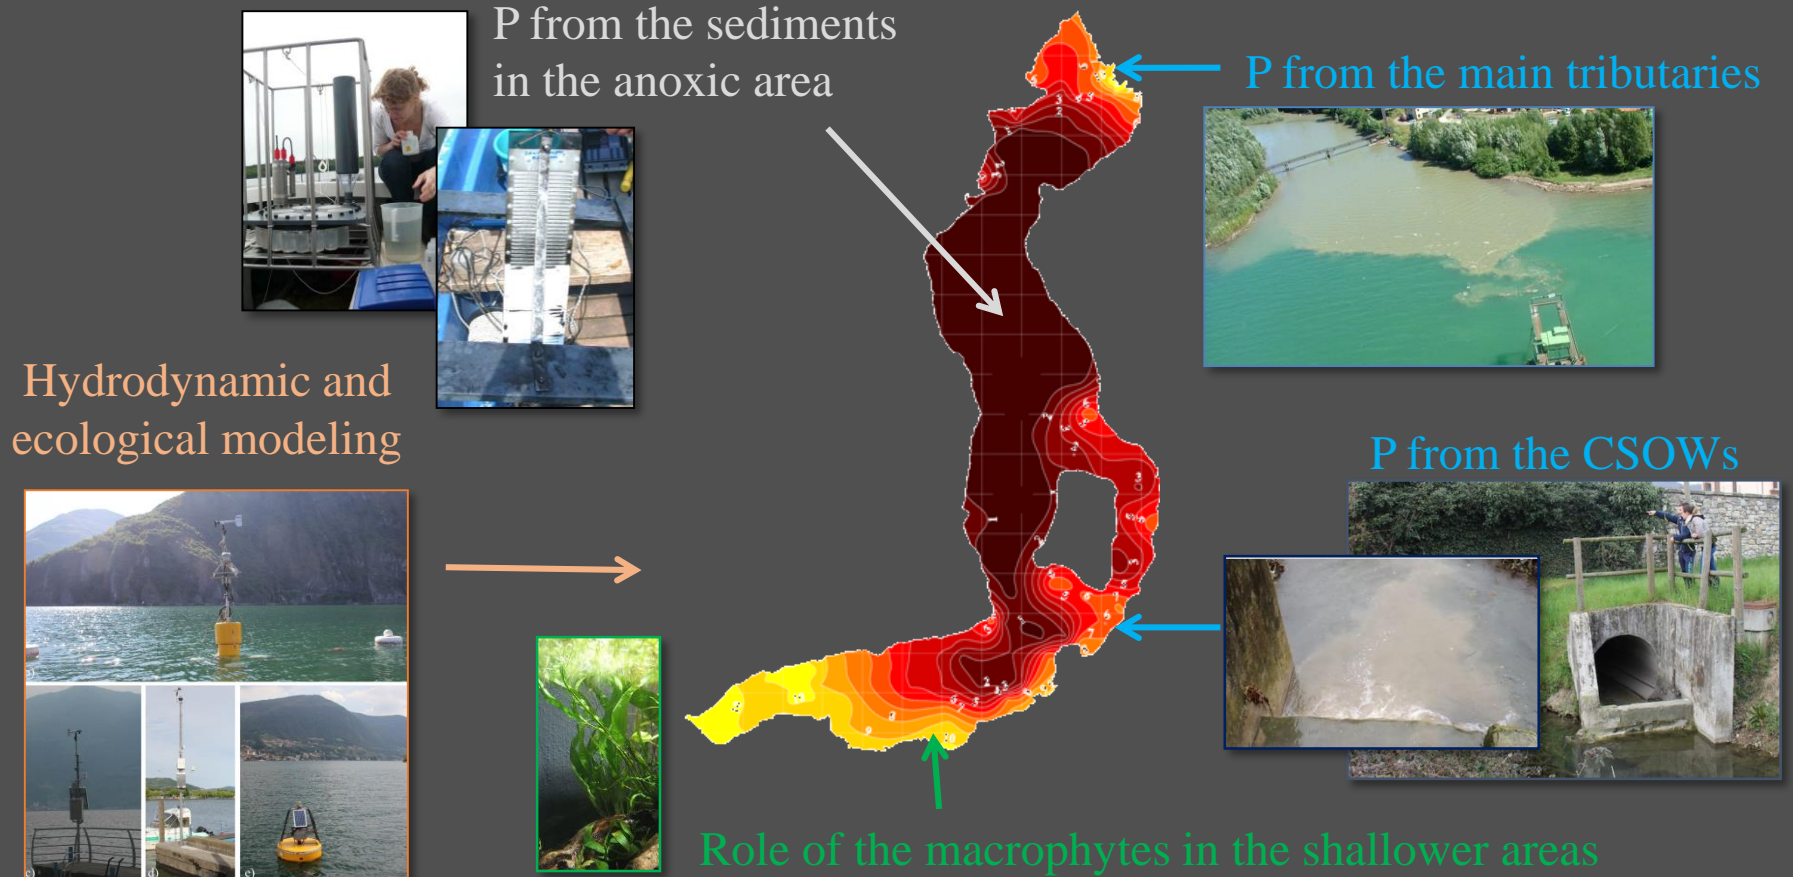 P from the sediments
in the anoxic area
P from the main tributaries
Hydrodynamic and
ecological modeling
P from the CSOWs
Role of the macrophytes in the shallower areas
c)
d)
e)